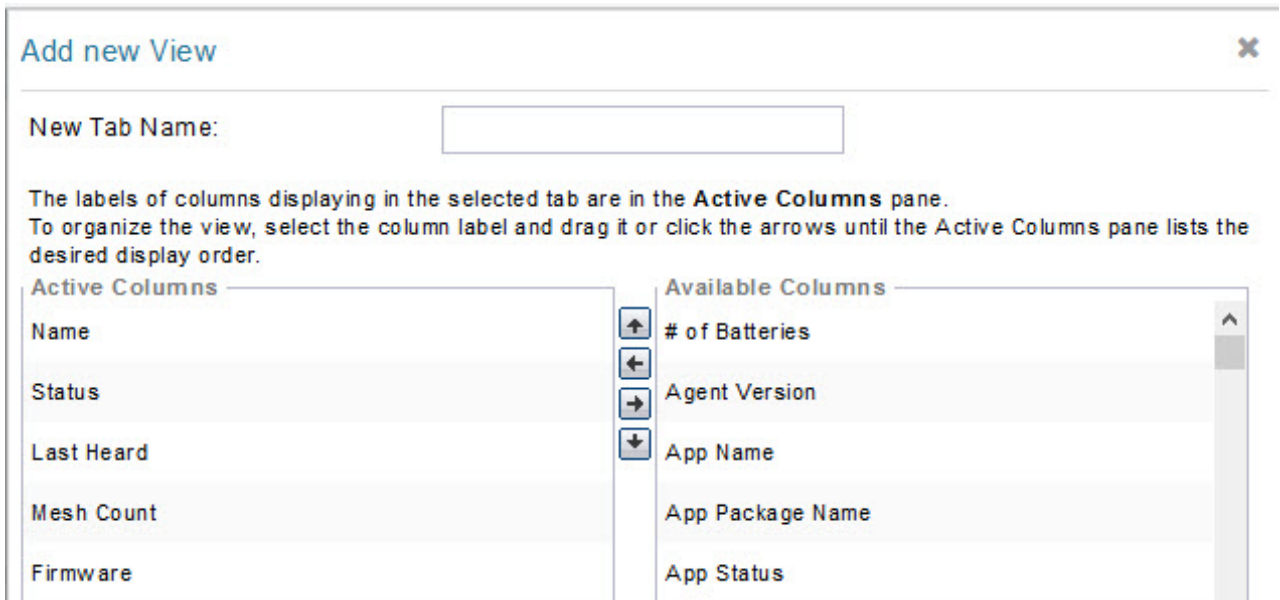 Add new View
New Tab Name:
The labels of columns displaying in the selected tab are in the Active Columns pane.
To organize the view, select the column label and drag it or click the arrows until the Active Columns pane lists the
desired display order.
Active Columns
Name
Status
Last Heard
Mesh Count
Firmware
Available Columns
# of Batteries
Agent Version
App Name
App Package Name
App Status